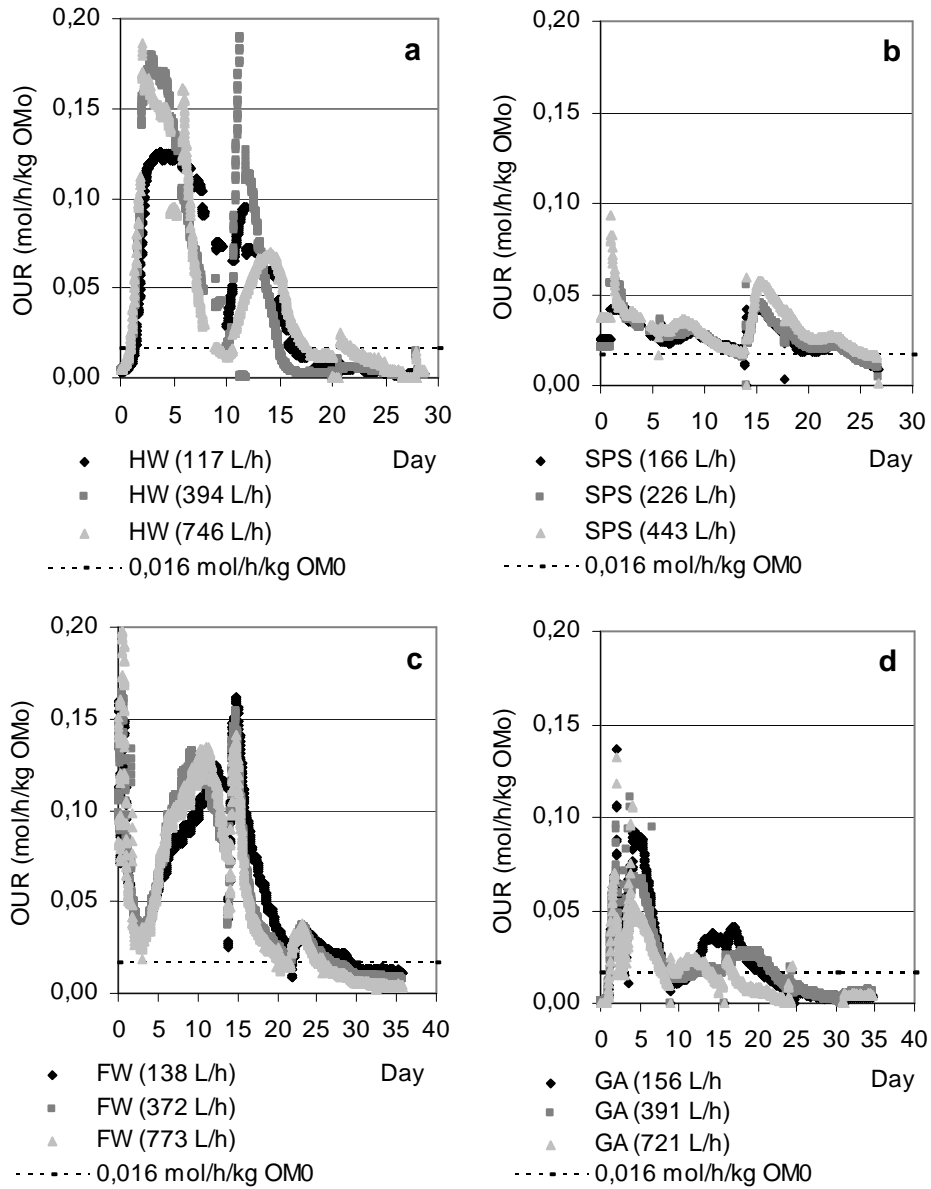 0,20
0,15
0,10
0,05
0,00
OUR (mol/h/kg OMo)
a
0 5 10 15 20 25 30
HW (117 L/h) Day
HW (394 L/h)
HW (746 L/h)
0,016 mol/h/kg OM0
0,20
0,15
0,10
0,05
0,00
OUR (mol/h/kg OMo)
b
0 5 10 15 20 25 30
SPS (166 L/h) Day
SPS (226 L/h)
SPS (443 L/h)
0,016 mol/h/kg OM0
0,20
0,15
0,10
0,05
0,00
OUR (mol/h/kg OMo)
c
0 5 10 15 20 25 30 35 40
FW (138 L/h) Day
FW (372 L/h)
FW (773 L/h)
0,016 mol/h/kg OM0
0,20
0,15
0,10
0,05
0,00
OUR (mol/h/kg OMo)
d
0 5 10 15 20 25 30 35 40
GA (156 L/h Day
GA (391 L/h)
GA (721 L/h)
0,016 mol/h/kg OM0